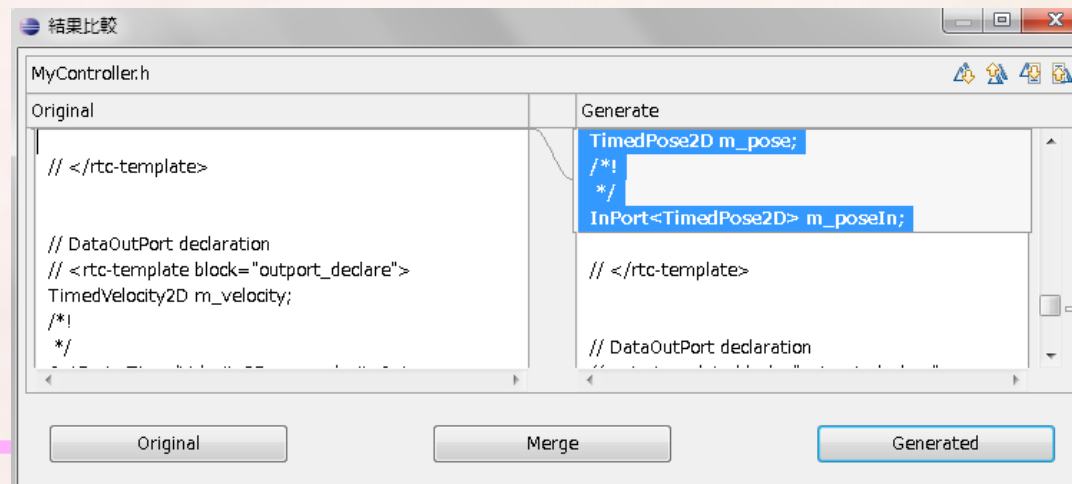 結果比較
MyController.h
Original
Generate
// </rtc-template>
// DataOutPort declaration
// <rtc-template block="outport_declare">
TimedVelocity2D m_velocity;
/*!
*/
TimedPose2D m_pose;
/*!
*/
InPort<TimedPose2D> m_poseIn;
// </rtc-template>
// DataOutPort declaration
Original
Merge
Generated